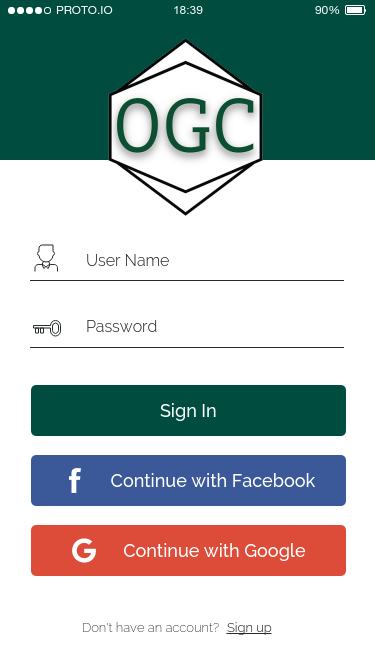 PROTO.IO 18:39 90%
OGC
User Name
Password
Sign In
f Continue with Facebook
G Continue with Google
Don't have an account? Sign up